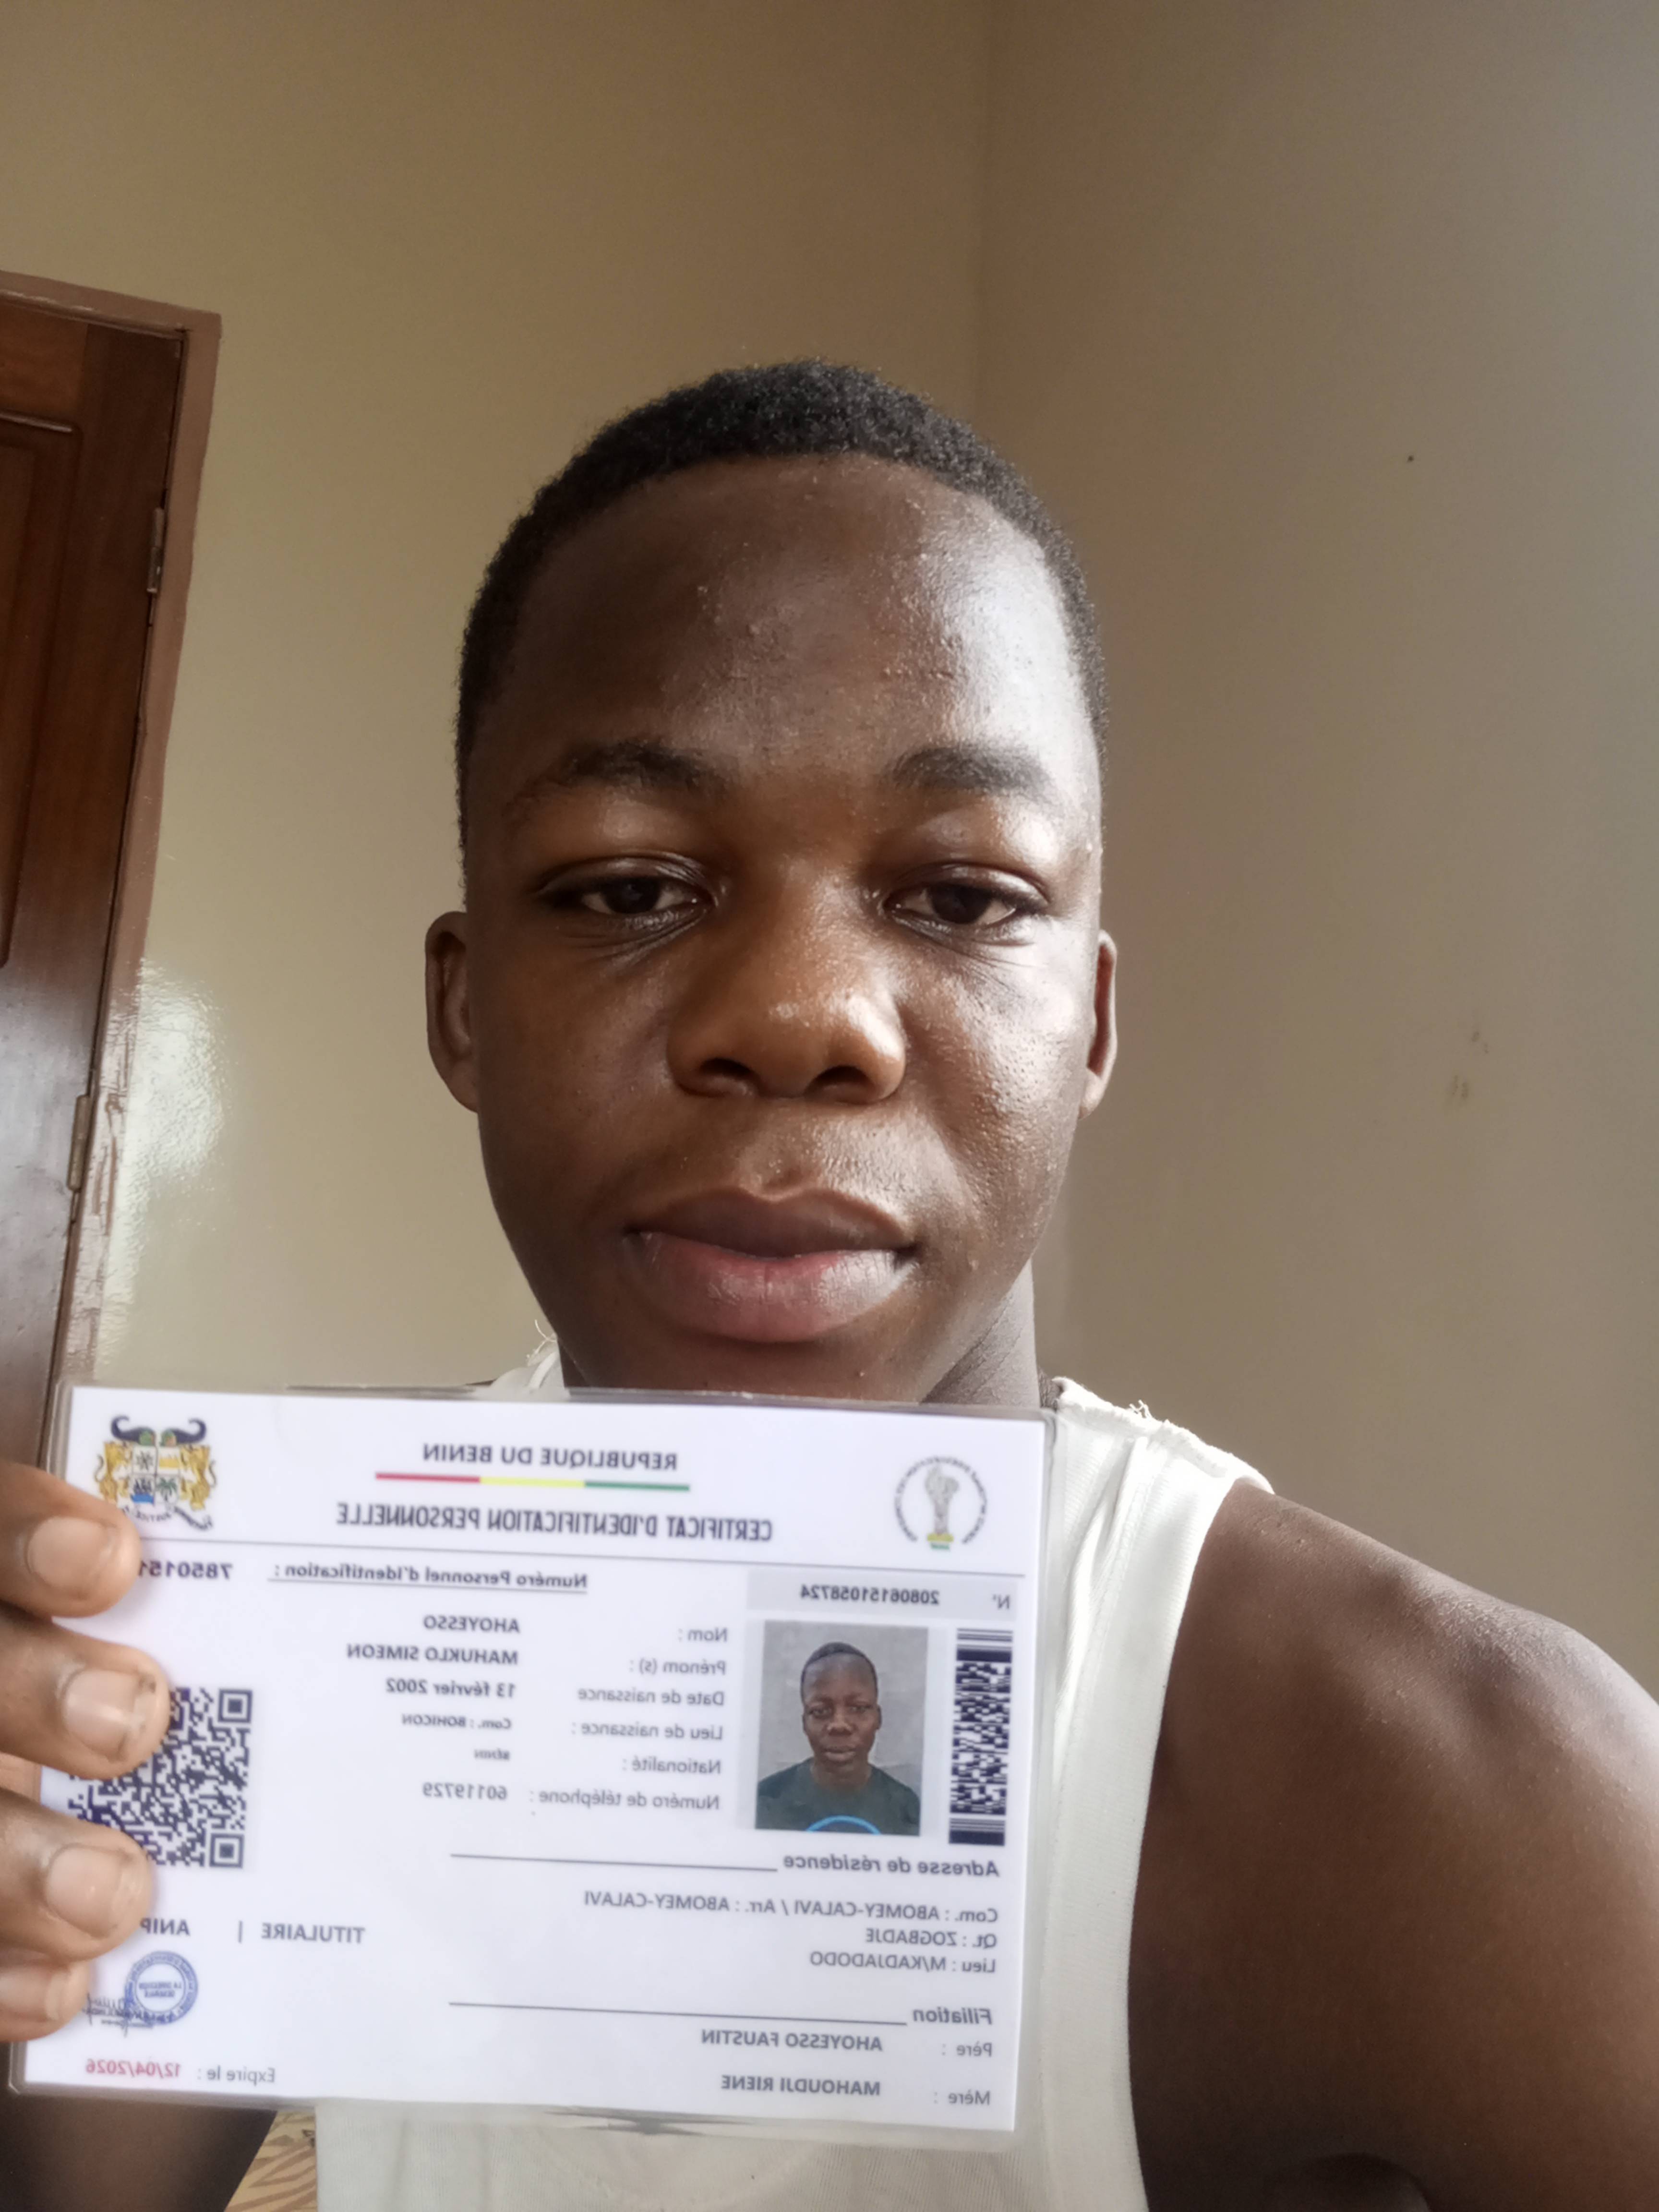 REPUBLIQUE DU BENIN
CERTIFICAT D'IDENTIFICATION PERSONNELLE
N° 20806151058724
Numéro Personnel d'Identification : 7850151
Nom : AHOYESSO
Prénom (s) : MAHUKLO SIMEON
Date de naissance 13 février 2002
Lieu de naissance : Com. : BOHICON
Nationalité : BÉNIN
Numéro de téléphone : 60119729
Adresse de résidence
Com. : ABOMEY-CALAVI / Arr. : ABOMEY-CALAVI
Qt. : ZOGBADJE
Lieu : M/KADJADODO
TITULAIRE | ANIP
Filiation
Père : AHOYESSO FAUSTIN
Mère : MAHOUDJI RIENE
Expire le : 12/04/2026